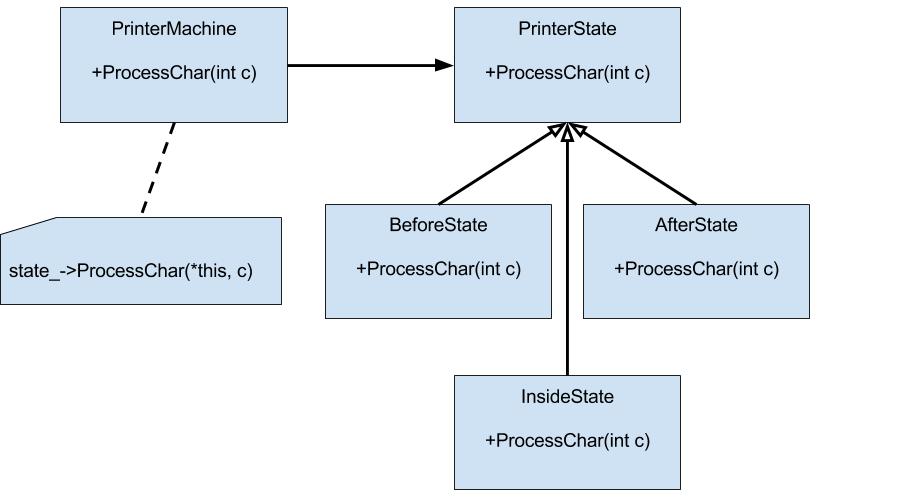 PrinterMachine
+ProcessChar(int c)
PrinterState
+ProcessChar(int c)
state_->ProcessChar(*this, c)
BeforeState
+ProcessChar(int c)
AfterState
+ProcessChar(int c)
InsideState
+ProcessChar(int c)